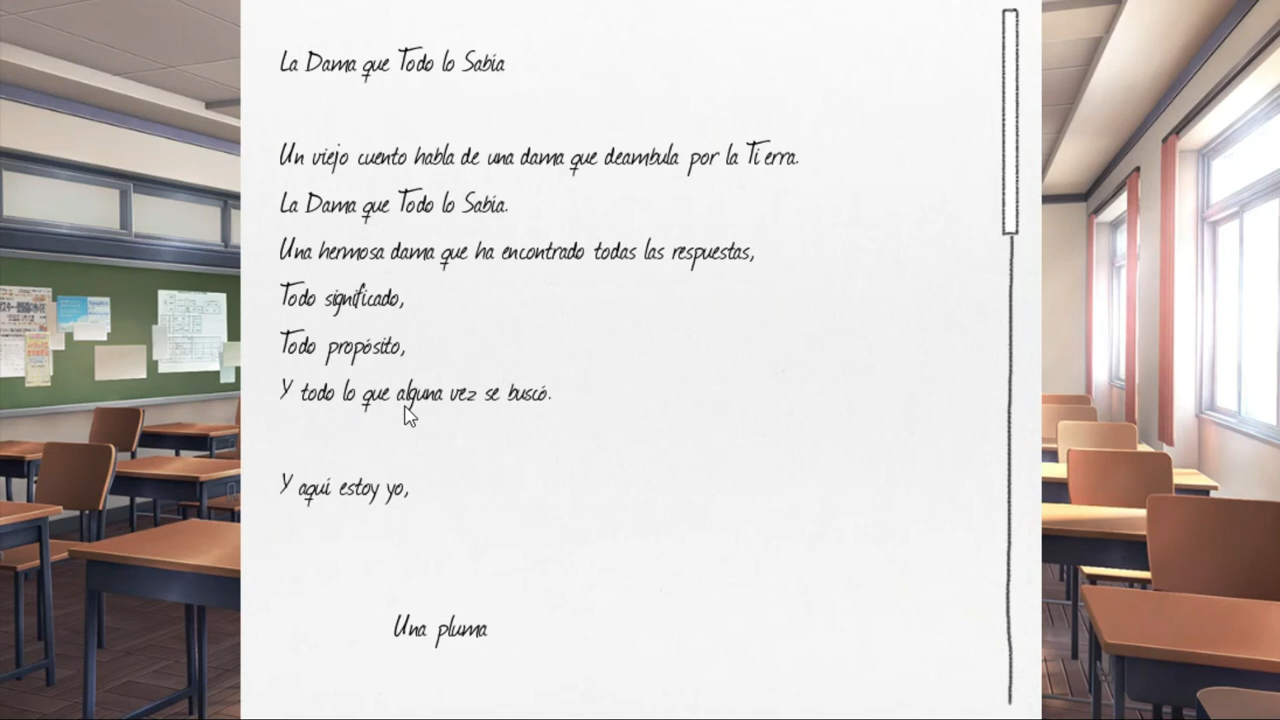 La Dama que Todo lo Sabía
Un viejo cuento habla de una dama que deambula por la Tierra.
La Dama que Todo lo Sabía.
Una hermosa dama que ha encontrado todas las respuestas,
Todo significado,
Todo propósito,
Y todo lo que alguna vez se buscó.
Y aquí estoy yo,
Una pluma